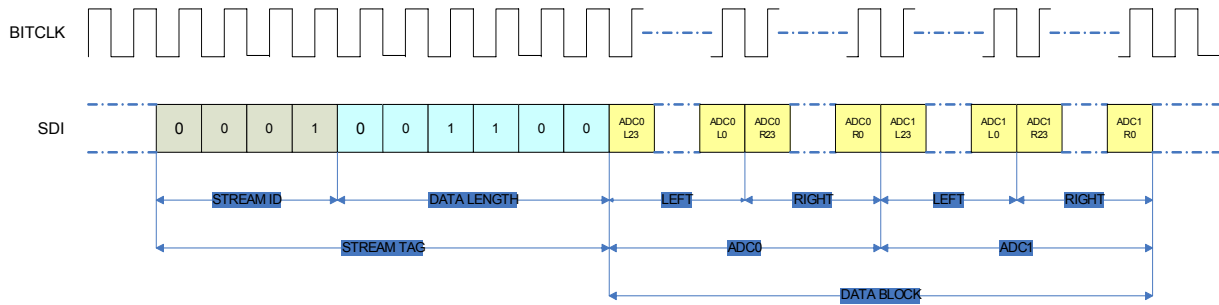 BITCLK
SDI 0 0 0 1 0 0 1 1 0 0 ADC0 L23 ADC0 L0 ADC0 R23 ADC0 R0 ADC1 L23 ADC1 L0 ADC1 R23 ADC1 R0
STREAM ID DATA LENGTH LEFT RIGHT LEFT RIGHT
STREAM TAG ADC0 ADC1
DATA BLOCK